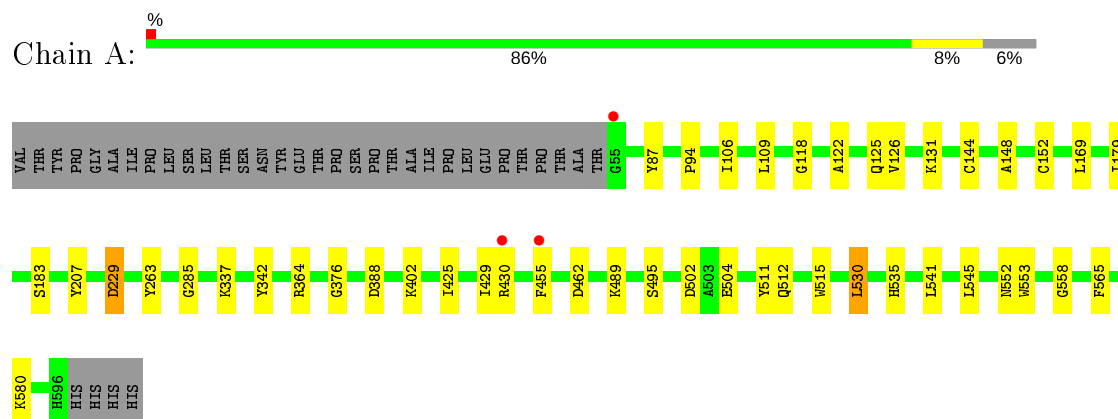 %
Chain A:
86% 8% 6%
VAL THR TYR PRO GLY ALA ILE PRO LEU SER LEU THR SER ASN TYR GLU THR PRO SER PRO THR ALA ILE PRO LEU GLU PRO THR PRO THR ALA THR G55 Y87 P94 I106 L109 G118 A122 Q125 V126 K131 C144 A148 C152 L169
S183 Y207 D229 Y263 G285 K337 Y342 R364 G376 D388 K402 I425 I429 R430 F455 D462 K489 S495 D502 A503 E504 Y511 Q512 W515 L530 H535 L541 L545 N552 W553 G558 F565
K580 H596 HIS HIS HIS HIS